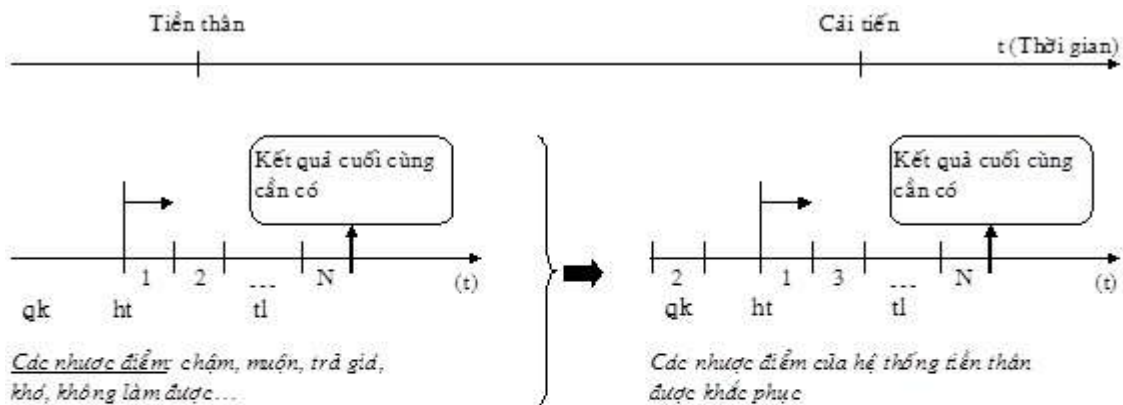 Tiền thân
Cải tiến
t (Thời gian)
Kết quả cuối cùng
cần có
1 2 ... N (t)
qk ht tl
Các nhược điểm: chậm, muộn, trả giá,
khó, không làm được...
Kết quả cuối cùng
cần có
2 1 3 ... N (t)
qk ht tl
Các nhược điểm của hệ thống tiền thân
được khắc phục